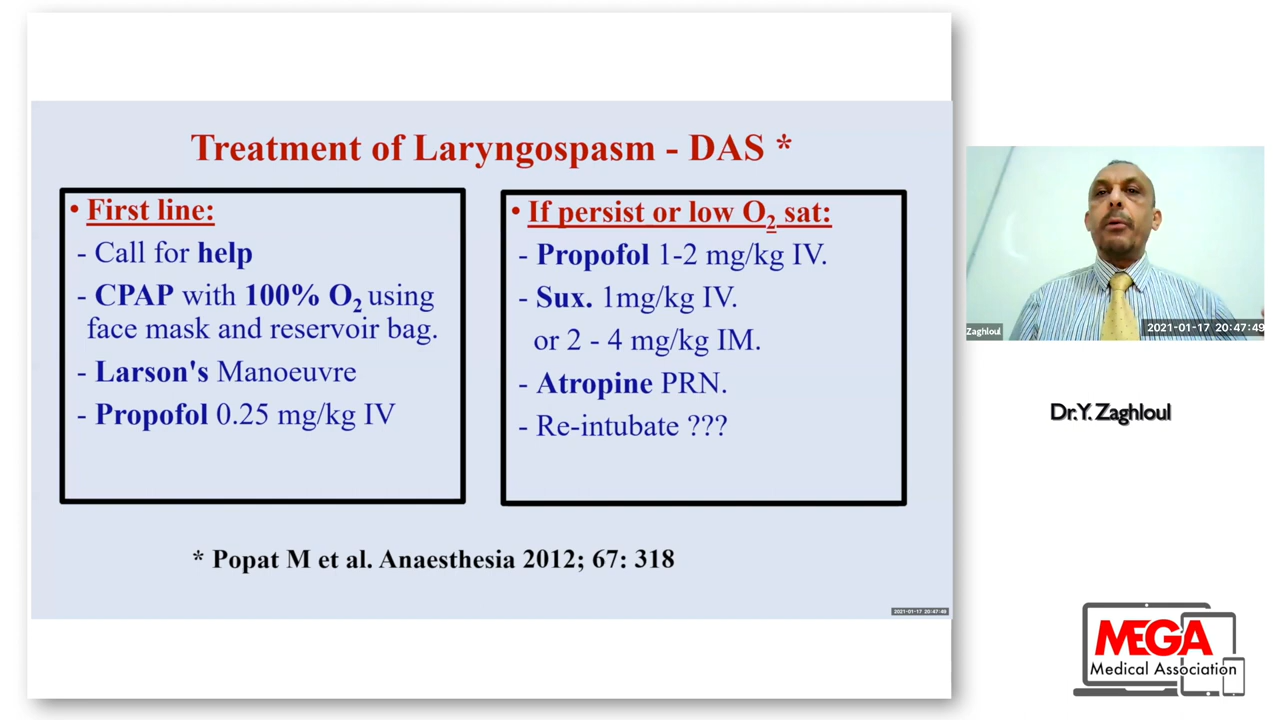 Treatment of Laryngospasm - DAS *
• First line:
- Call for help
- CPAP with 100% O2 using
face mask and reservoir bag.
- Larson's Manoeuvre
- Propofol 0.25 mg/kg IV
• If persist or low O2 sat:
- Propofol 1-2 mg/kg IV.
- Sux. 1mg/kg IV.
or 2 - 4 mg/kg IM.
- Atropine PRN.
- Re-intubate ???
* Popat M et al. Anaesthesia 2012; 67: 318
2021-01-17 20:47:49
Zaghloul
2021-01-17 20:47:49
Dr.Y. Zaghloul
MEGA
Medical Association